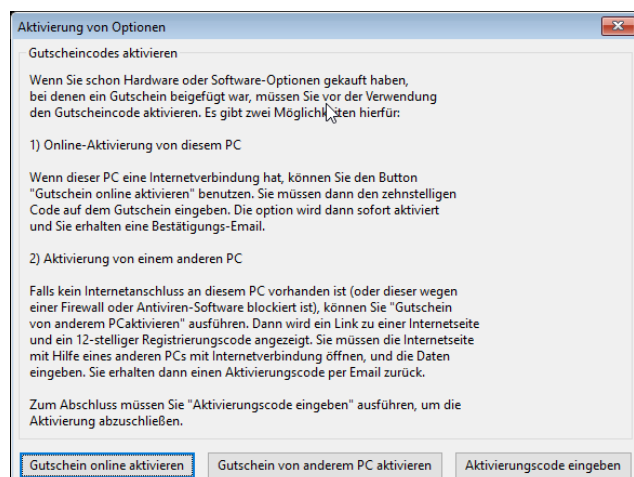 Aktivierung von Optionen
Gutscheincodes aktivieren
Wenn Sie schon Hardware oder Software-Optionen gekauft haben,
bei denen ein Gutschein beigefügt war, müssen Sie vor der Verwendung
den Gutscheincode aktivieren. Es gibt zwei Möglichkeiten hierfür:
1) Online-Aktivierung von diesem PC
Wenn dieser PC eine Internetverbindung hat, können Sie den Button
"Gutschein online aktivieren" benutzen. Sie müssen dann den zehnstelligen
Code auf dem Gutschein eingeben. Die option wird dann sofort aktiviert
und Sie erhalten eine Bestätigungs-Email.
2) Aktivierung von einem anderen PC
Falls kein Internetanschluss an diesem PC vorhanden ist (oder dieser wegen
einer Firewall oder Antiviren-Software blockiert ist), können Sie "Gutschein
von anderem PCaktivieren" ausführen. Dann wird ein Link zu einer Internetseite
und ein 12-stelliger Registrierungscode angezeigt. Sie müssen die Internetseite
mit Hilfe eines anderen PCs mit Internetverbindung öffnen, und die Daten
eingeben. Sie erhalten dann einen Aktivierungscode per Email zurück.
Zum Abschluss müssen Sie "Aktivierungscode eingeben" ausführen, um die
Aktivierung abzuschließen.
Gutschein online aktivieren Gutschein von anderem PC aktivieren Aktivierungscode eingeben